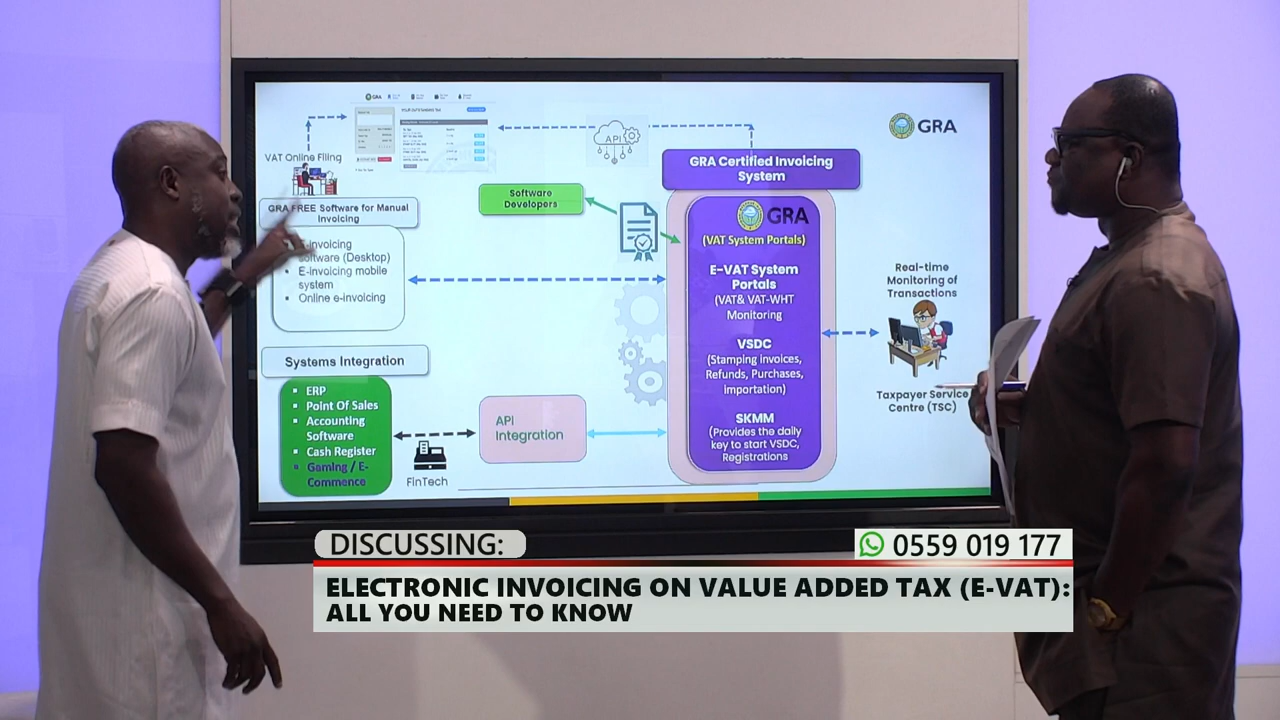 GRA
API
GRA
VAT Online Filing
GRA Certified Invoicing
System
Software
Developers
GRA FREE Software for Manual
Invoicing
GRA
(VAT System Portals)
invoicing
software (Desktop)
E-invoicing mobile
system
Online e-invoicing
E-VAT System
Portals
(VAT& VAT-WHT
Monitoring
Real-time
Monitoring of
Transactions
VSDC
(Stamping invoices,
Refunds, Purchases,
importation)
Systems Integration
ERP
Point Of Sales
Accounting
Software
Cash Register
Gaming / E-
Commence
API
Integration
FinTech
SKMM
(Provides the daily
key to start VSDC,
Registrations
Taxpayer Service
Centre (TSC)
DISCUSSING:
0559 019 177
ELECTRONIC INVOICING ON VALUE ADDED TAX (E-VAT):
ALL YOU NEED TO KNOW